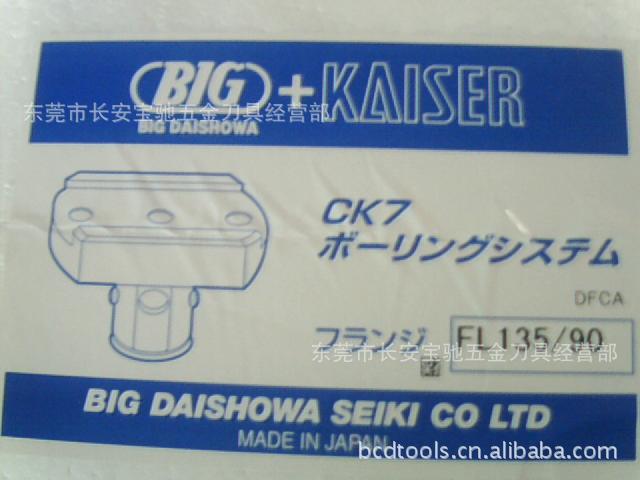 BIG+KAISER
BIG DAISHOWA
东莞市长安宝驰五金刀具经营部
CK7
ボーリングシステム
DFCA
フランジ FL135/90
东莞市长安宝驰五金刀具经营部
BIG DAISHOWA SEIKI CO LTD
MADE IN JAPAN
bcdtools.cn.alibaba.com